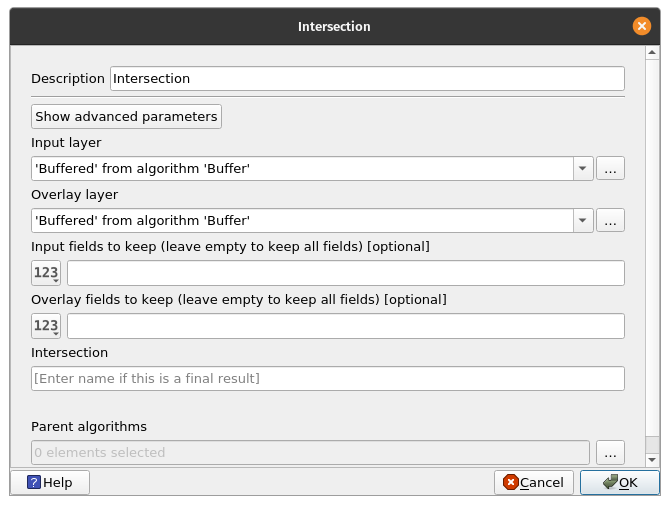 Intersection
Description Intersection
Show advanced parameters
Input layer
'Buffered' from algorithm 'Buffer' ...
Overlay layer
'Buffered' from algorithm 'Buffer' ...
Input fields to keep (leave empty to keep all fields) [optional]
123
Overlay fields to keep (leave empty to keep all fields) [optional]
123
Intersection
[Enter name if this is a final result]
Parent algorithms
0 elements selected ...
Help Cancel OK